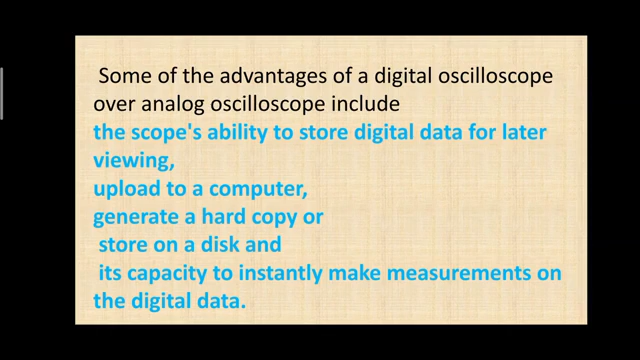 Some of the advantages of a digital oscilloscope
over analog oscilloscope include
the scope's ability to store digital data for later
viewing,
upload to a computer,
generate a hard copy or
store on a disk and
its capacity to instantly make measurements on
the digital data.